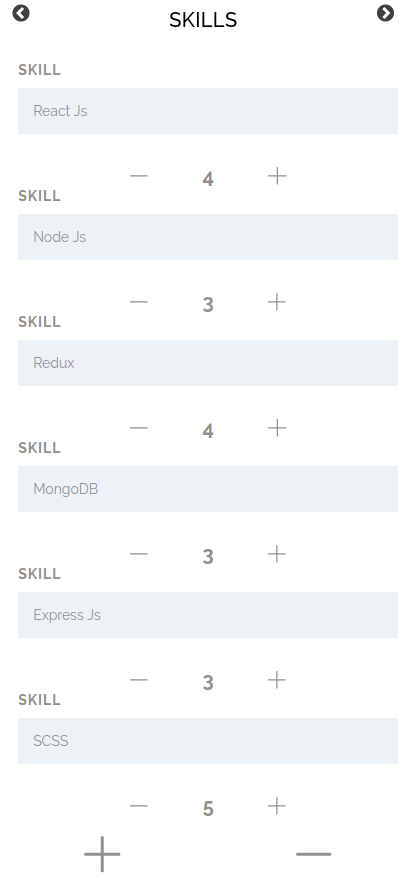 SKILLS
SKILL
React Js
— 4 +
SKILL
Node Js
— 3 +
SKILL
Redux
— 4 +
SKILL
MongoDB
— 3 +
SKILL
Express Js
— 3 +
SKILL
SCSS
— 5 +
+ —